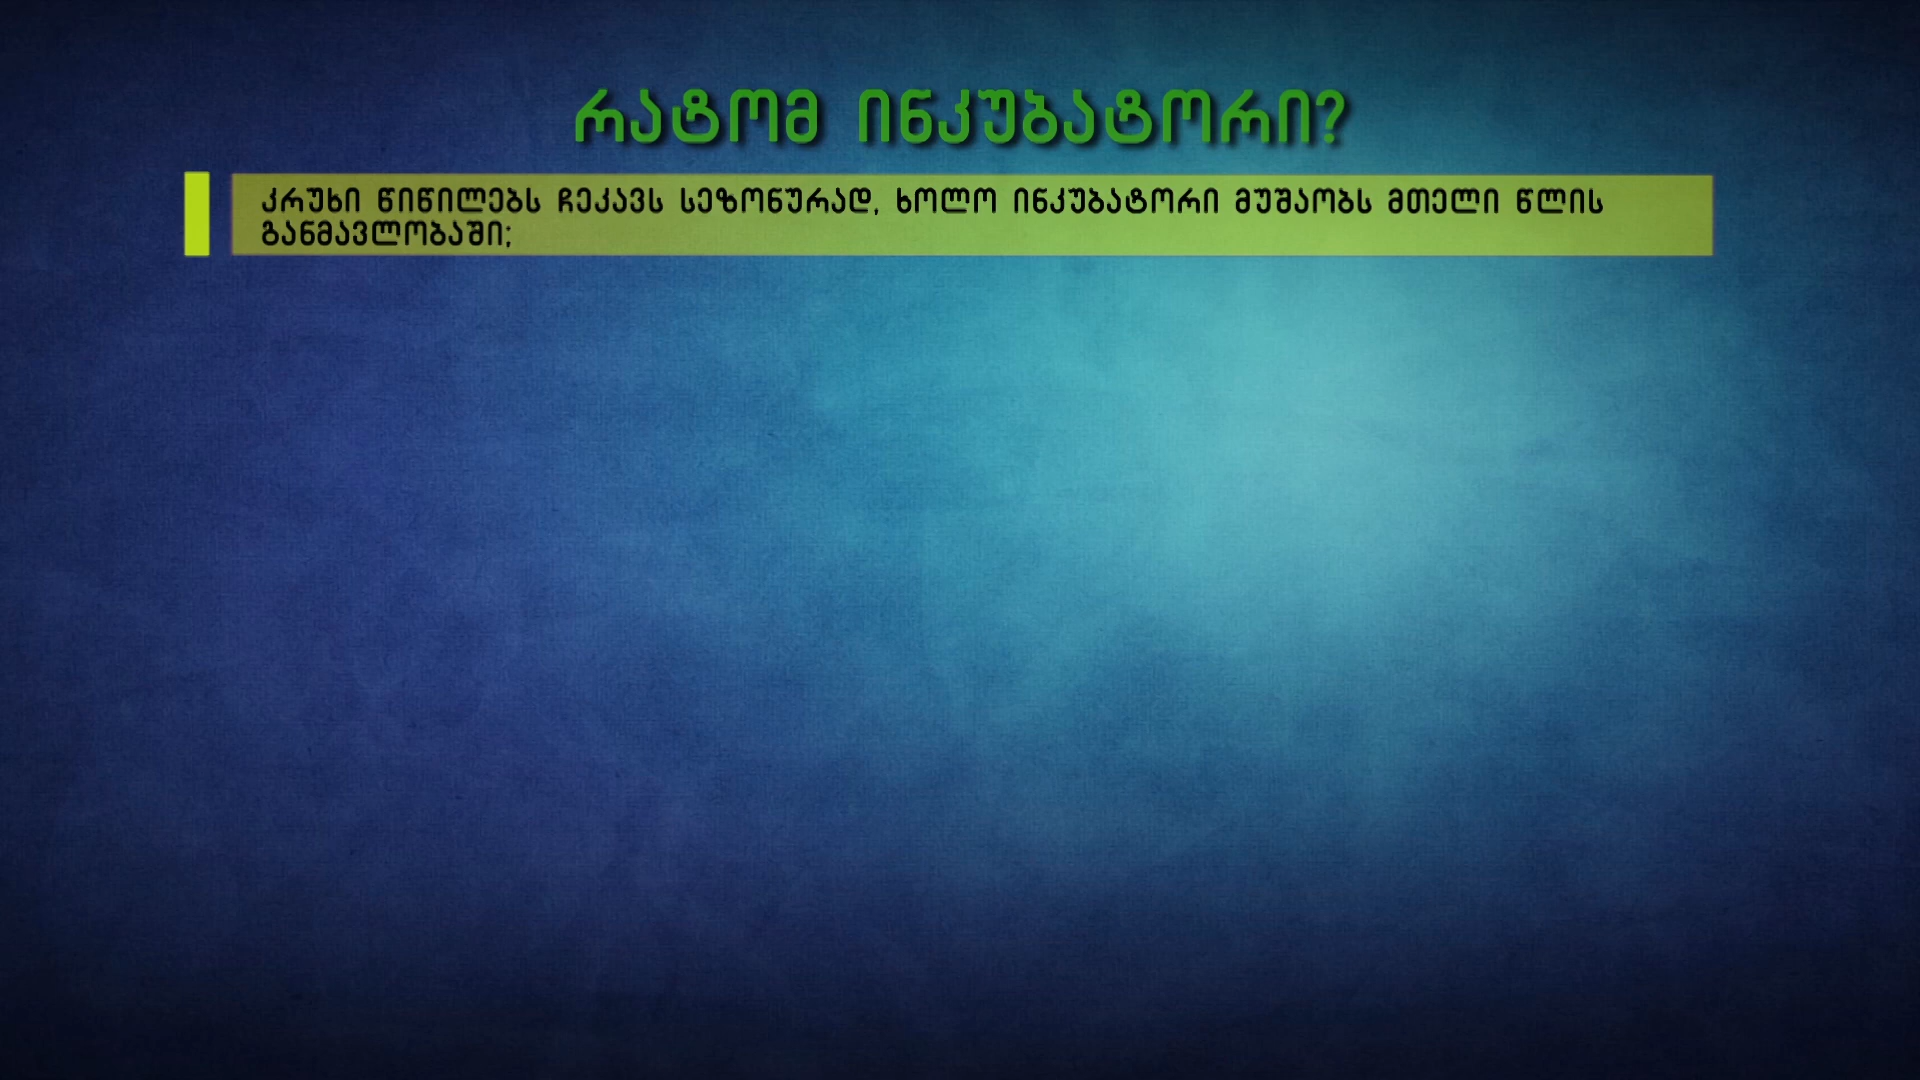 რატომ ინკუბატორი?
კრუხი წიწილებს ჩეკავს სეზონურად, ხოლო ინკუბატორი მუშაობს მთელი წლის
განმავლობაში;